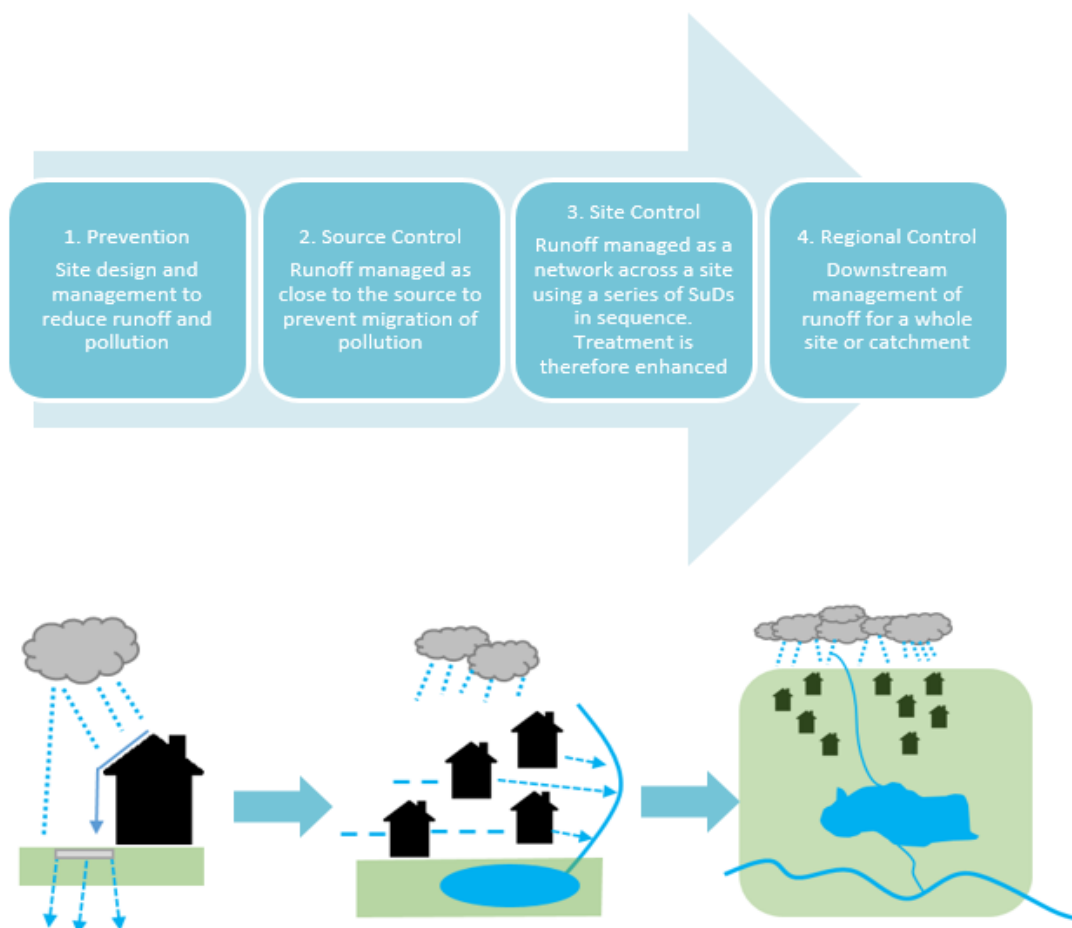 1. Prevention
Site design and
management to
reduce runoff and
pollution
2. Source Control
Runoff managed as
close to the source to
prevent migration of
pollution
3. Site Control
Runoff managed as a
network across a site
using a series of SuDs
in sequence.
Treatment is
therefore enhanced
4. Regional Control
Downstream
management of
runoff for a whole
site or catchment